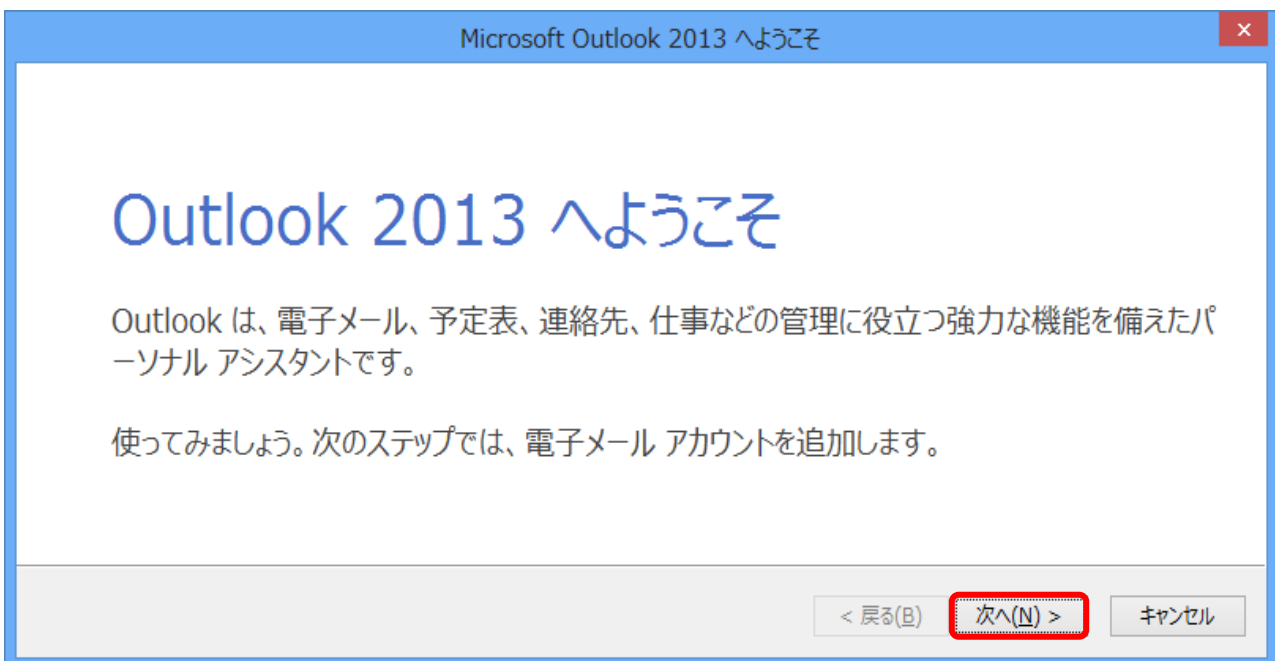 Microsoft Outlook 2013 へようこそ
Outlook 2013 へようこそ
Outlook は、電子メール、予定表、連絡先、仕事などの管理に役立つ強力な機能を備えたパ
ーソナル アシスタントです。
使ってみましょう。次のステップでは、電子メール アカウントを追加します。
< 戻る(B) 次へ(N) > キャンセル